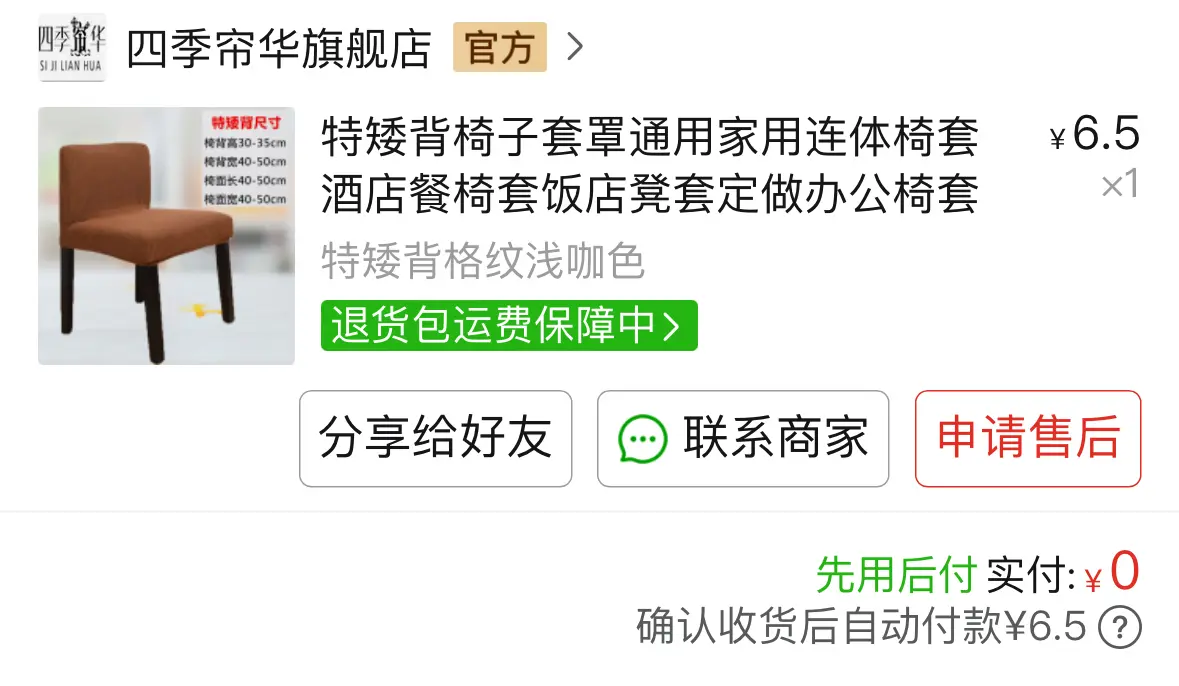 四季帘华
SI JI LIAN HUA
四季帘华旗舰店
官方
特矮背尺寸
椅背高30-35cm
椅背宽40-50cm
椅面长40-50cm
椅面宽40-50cm
特矮背椅子套罩通用家用连体椅套
¥6.5
酒店餐椅套饭店凳套定做办公椅套
×1
特矮背格纹浅咖色
退货包运费保障中
分享给好友
联系商家
申请售后
先用后付 实付:¥0
确认收货后自动付款¥6.5 ?